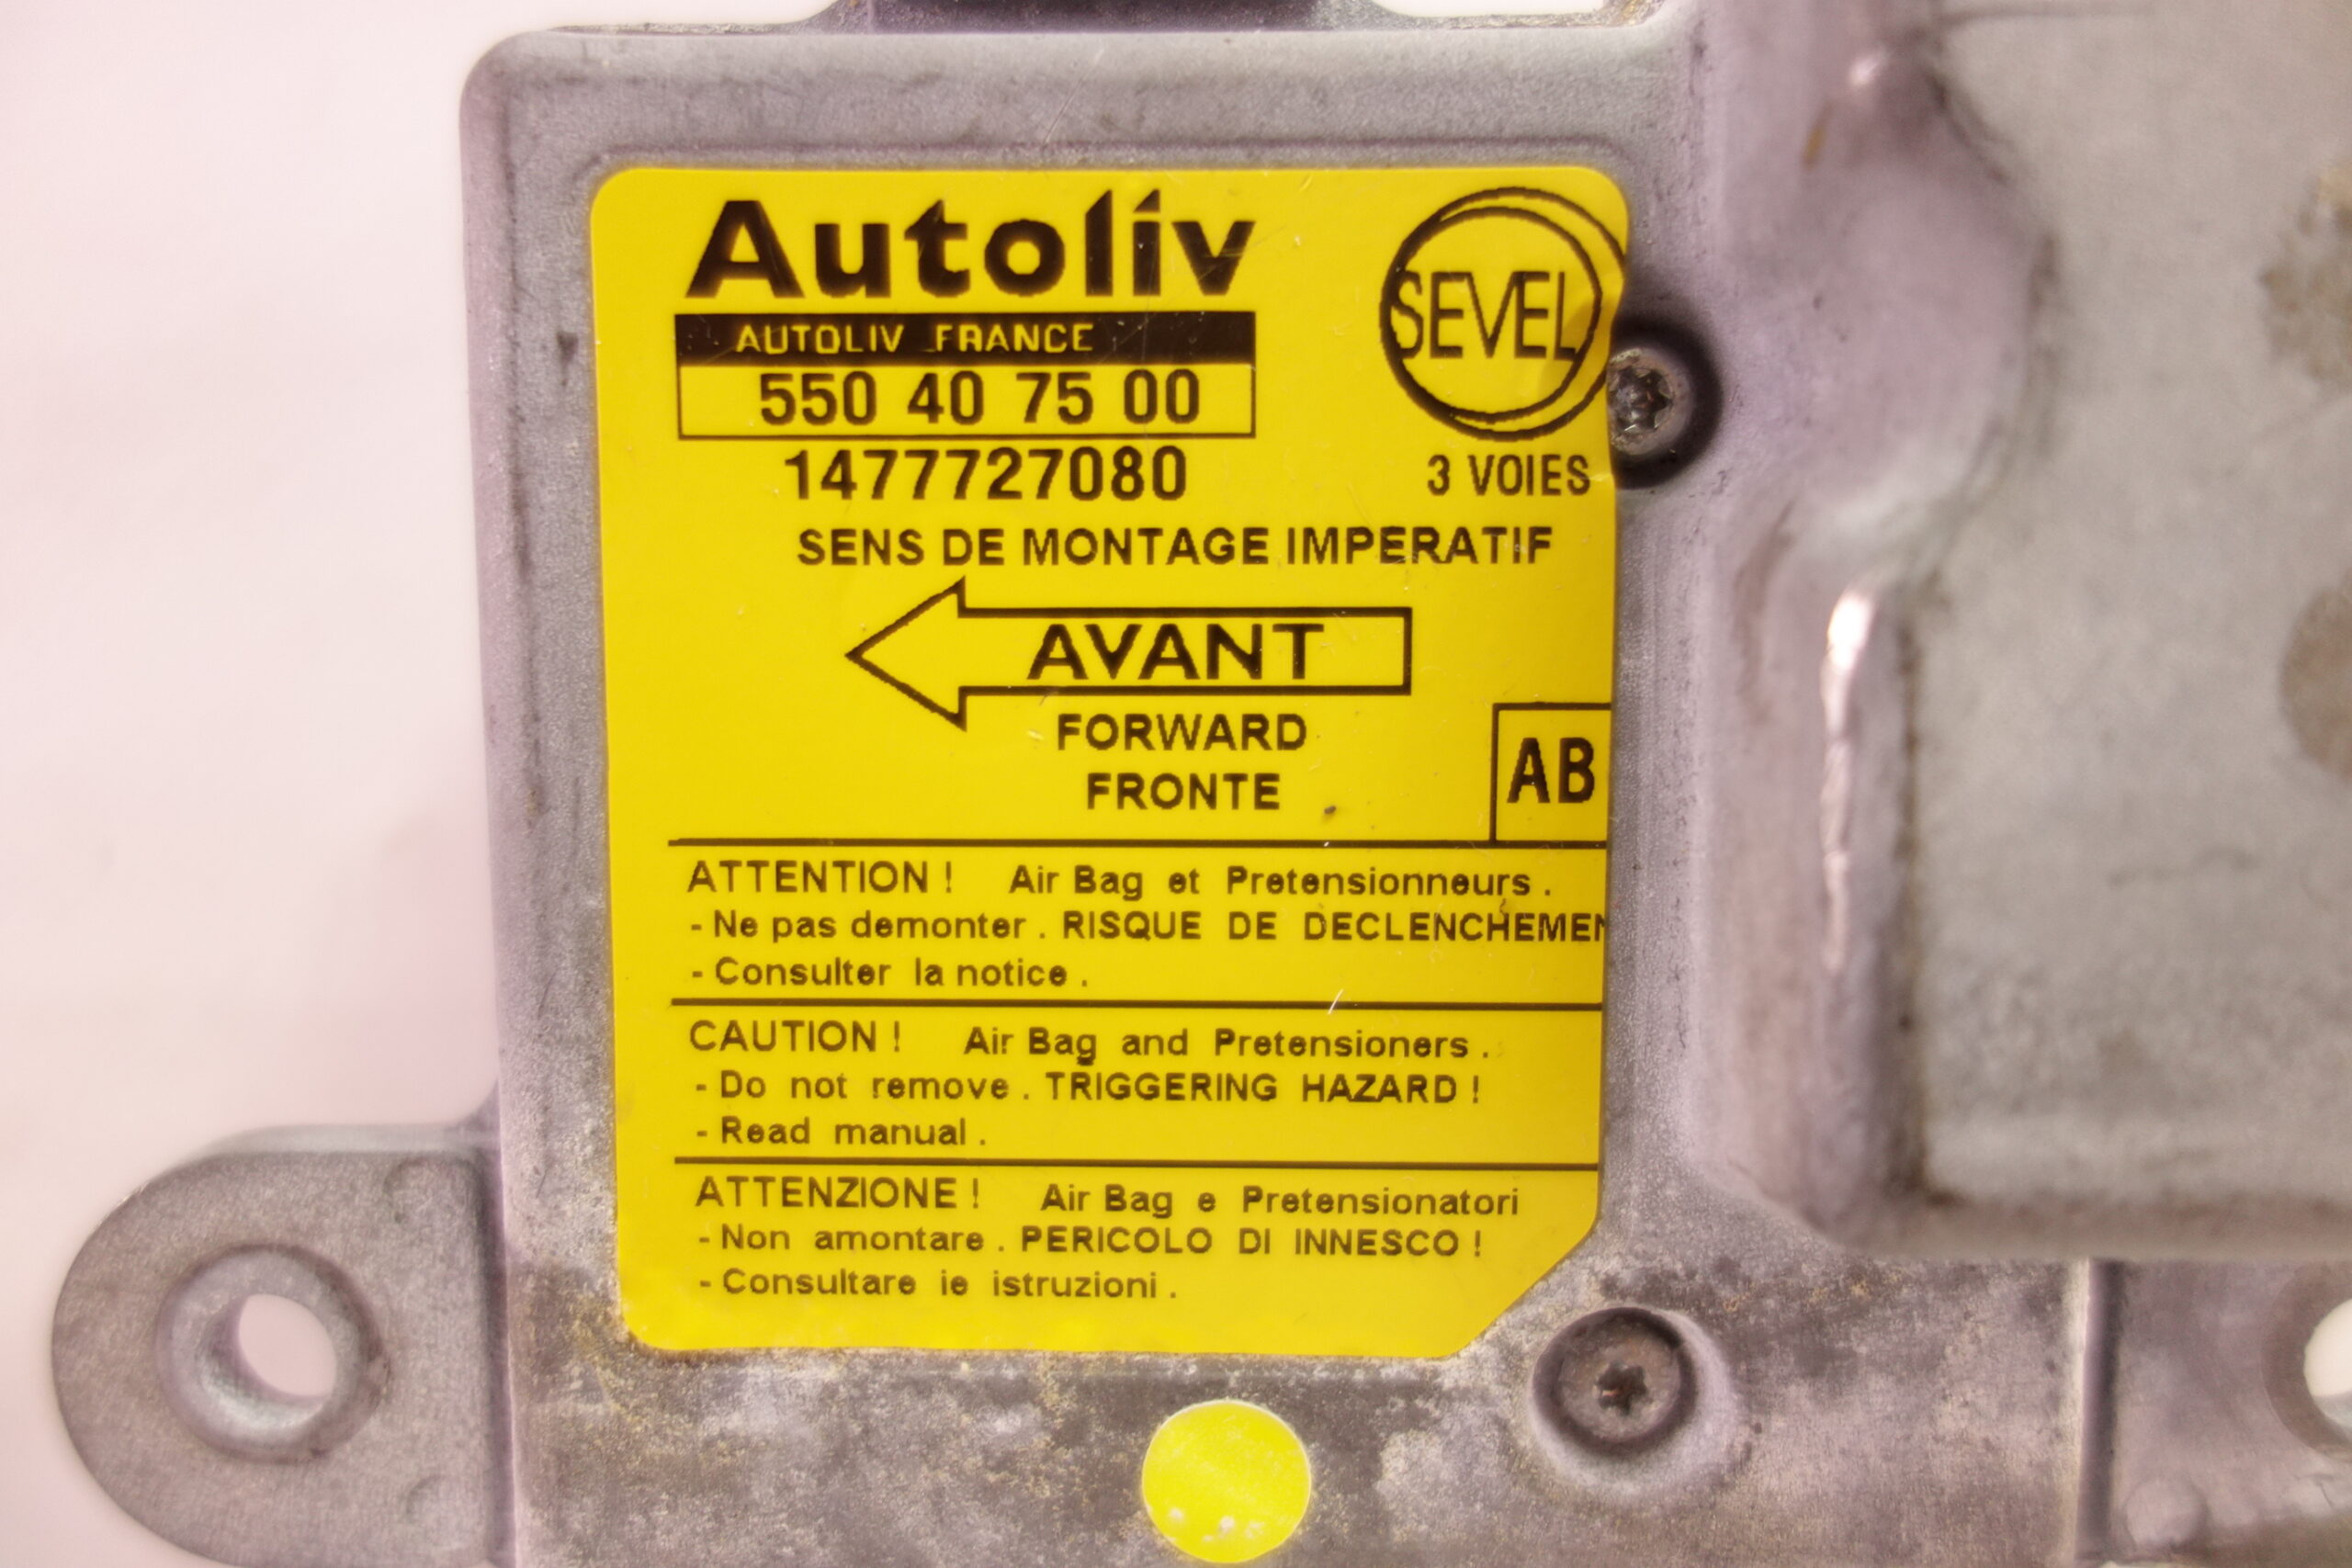 Autoliv
SEVEL
AUTOLIV FRANCE
550 40 75 00
1477727080
3 VOIES
SENS DE MONTAGE IMPERATIF
AVANT
FORWARD
FRONTE
AB
ATTENTION ! Air Bag et Pretensionneurs .
- Ne pas demonter . RISQUE DE DECLENCHEMEN
- Consulter la notice .
CAUTION ! Air Bag and Pretensioners .
- Do not remove . TRIGGERING HAZARD !
- Read manual .
ATTENZIONE ! Air Bag e Pretensionatori
- Non amontare . PERICOLO DI INNESCO !
- Consultare ie istruzioni .